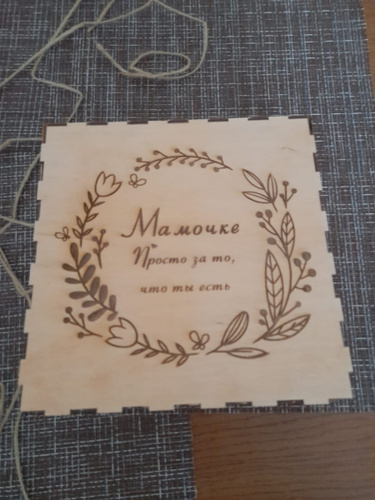 Мамочке
Просто за то,
что ты есть